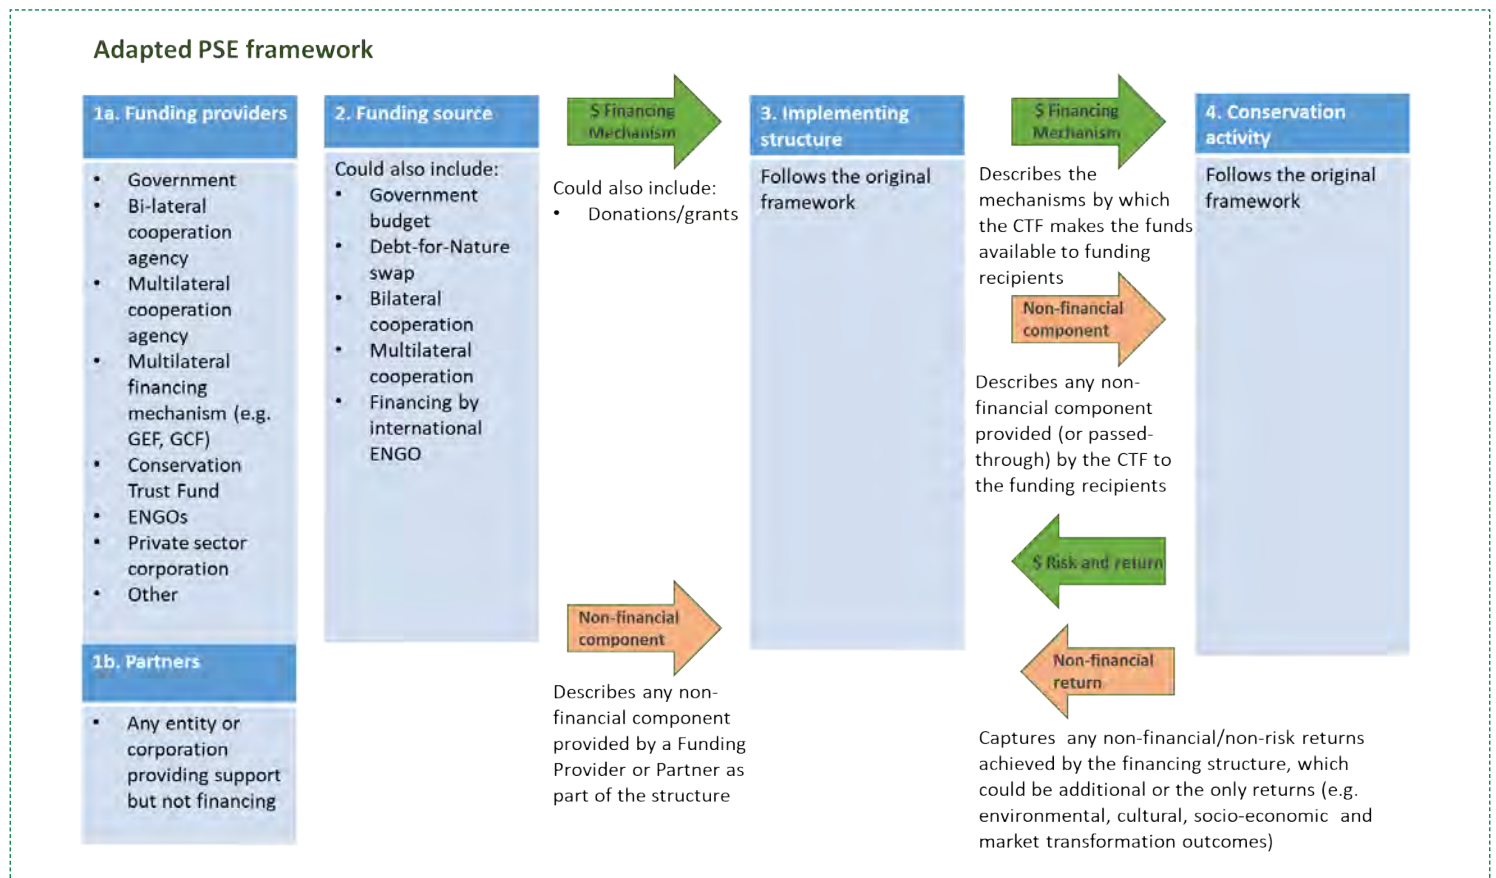 Adapted PSE framework
1a. Funding providers
• Government
• Bi-lateral
cooperation
agency
• Multilateral
cooperation
agency
• Multilateral
financing
mechanism (e.g.
GEF, GCF)
• Conservation
Trust Fund
• ENGOs
• Private sector
corporation
• Other
1b. Partners
• Any entity or
corporation
providing support
but not financing
2. Funding source
Could also include:
• Government
budget
• Debt-for-Nature
swap
• Bilateral
cooperation
• Multilateral
cooperation
• Financing by
international
ENGO
$ Financing
Mechanism
Could also include:
• Donations/grants
Non-financial
component
Describes any non-
financial component
provided by a Funding
Provider or Partner as
part of the structure
3. Implementing
structure
Follows the original
framework
$ Financing
Mechanism
Describes the
mechanisms by which
the CTF makes the funds
available to funding
recipients
Non-financial
component
Describes any non-
financial component
provided (or passed-
through) by the CTF to
the funding recipients
$ Risk and return
Non-financial
return
Captures any non-financial/non-risk returns
achieved by the financing structure, which
could be additional or the only returns (e.g.
environmental, cultural, socio-economic and
market transformation outcomes)
4. Conservation
activity
Follows the original
framework